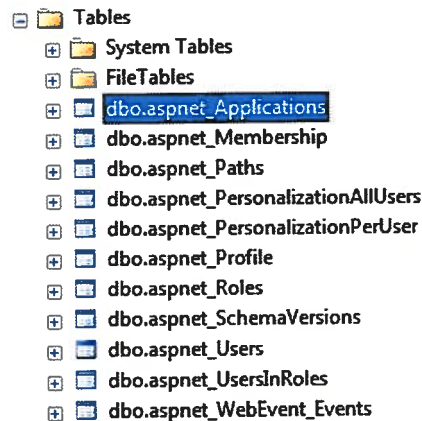 Tables
System Tables
FileTables
dbo.aspnet_Applications
dbo.aspnet_Membership
dbo.aspnet_Paths
dbo.aspnet_PersonalizationAllUsers
dbo.aspnet_PersonalizationPerUser
dbo.aspnet_Profile
dbo.aspnet_Roles
dbo.aspnet_SchemaVersions
dbo.aspnet_Users
dbo.aspnet_UsersInRoles
dbo.aspnet_WebEvent_Events